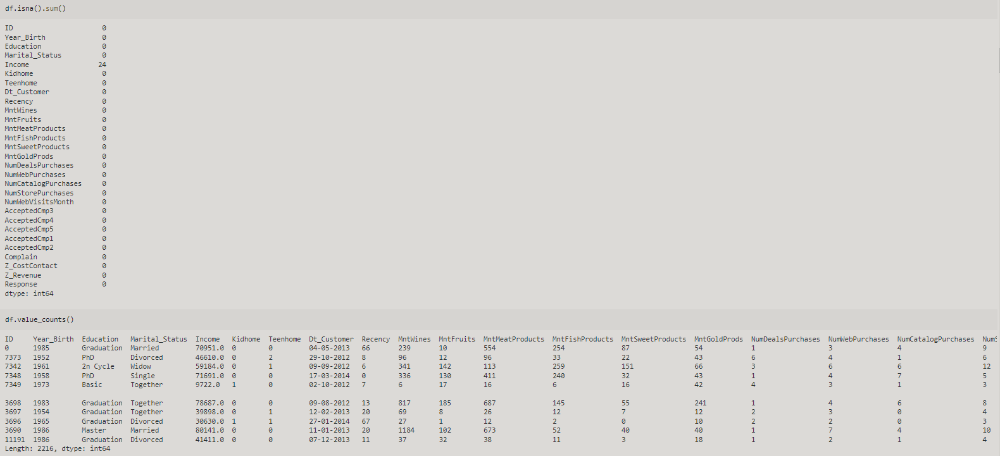 df.isna().sum()
ID 0
Year_Birth 0
Education 0
Marital_Status 0
Income 24
Kidhome 0
Teenhome 0
Dt_Customer 0
Recency 0
MntWines 0
MntFruits 0
MntMeatProducts 0
MntFishProducts 0
MntSweetProducts 0
MntGoldProds 0
NumDealsPurchases 0
NumWebPurchases 0
NumCatalogPurchases 0
NumStorePurchases 0
NumWebVisitsMonth 0
AcceptedCmp3 0
AcceptedCmp4 0
AcceptedCmp5 0
AcceptedCmp1 0
AcceptedCmp2 0
Complain 0
Z_CostContact 0
Z_Revenue 0
Response 0
dtype: int64
df.value_counts()
ID Year_Birth Education Marital_Status Income Kidhome Teenhome Dt_Customer Recency MntWines MntFruits MntMeatProducts MntFishProducts MntSweetProducts MntGoldProds NumDealsPurchases NumWebPurchases NumCatalogPurchases NumS
0 1985 Graduation Married 70951.0 0 0 04-05-2013 66 239 10 554 254 87 54 1 3 4 9
7373 1952 PhD Divorced 46610.0 0 2 29-10-2012 8 96 12 96 33 22 43 6 4 1 6
7342 1961 2n Cycle Widow 59184.0 0 1 09-09-2012 6 341 142 113 259 151 66 3 6 6 12
7348 1958 PhD Single 71691.0 0 0 17-03-2014 0 336 130 411 240 32 43 1 4 7 5
7349 1973 Basic Together 9722.0 1 0 02-10-2012 7 6 17 16 6 16 42 4 3 1 3
3698 1983 Graduation Together 78687.0 0 0 09-08-2012 13 817 185 687 145 55 241 1 4 6 8
3697 1954 Graduation Together 39898.0 0 1 12-02-2013 20 69 8 26 12 7 12 2 3 0 4
3696 1965 Graduation Divorced 30630.0 1 1 27-01-2014 67 27 1 12 2 0 10 2 2 0 3
3690 1986 Master Married 80141.0 0 0 11-01-2013 20 1184 102 673 52 40 40 1 7 4 10
11191 1986 Graduation Divorced 41411.0 0 0 07-12-2013 11 37 32 38 11 3 18 1 2 1 4
Length: 2216, dtype: int64